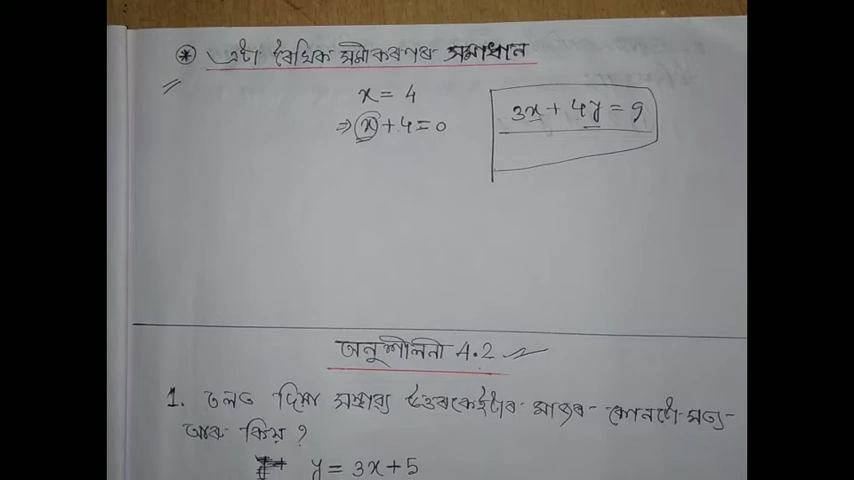 * এটা ৰৈখিক সমীকৰণৰ সমাধান
x = 4
⇒ x + 4 = 0
3x + 4y = 9
অনুশীলনী 4.2
1. তলত দিয়া সম্ভাব্য উত্তৰকেইটাৰ মাজৰ কোনটো সত্য
আৰু কিয় ?
y = 3x + 5